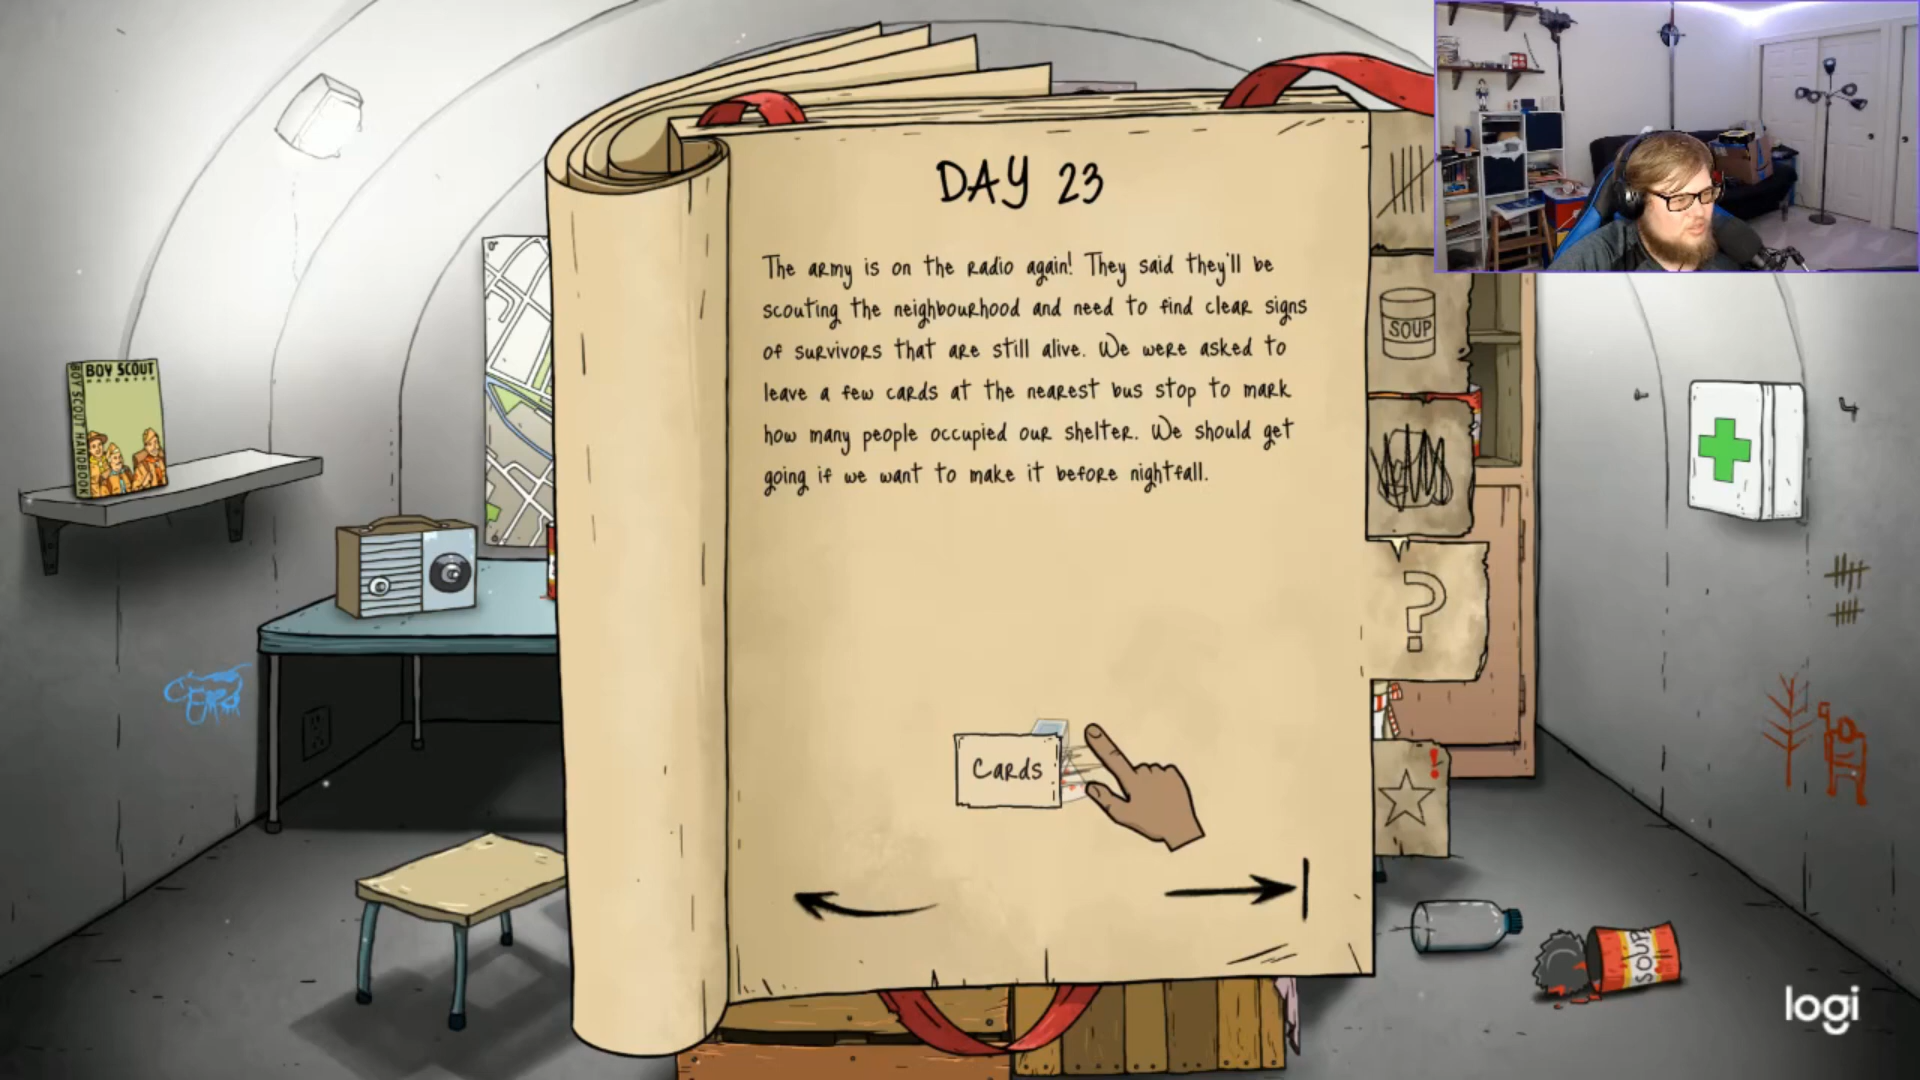 DAY 23
The army is on the radio again! They said they'll be
scouting the neighbourhood and need to find clear signs
of survivors that are still alive. We were asked to
leave a few cards at the nearest bus stop to mark
how many people occupied our shelter. We should get
going if we want to make it before nightfall.
Cards
BOY SCOUT
HANDBOOK
BOY SCOUT HANDBOOK
SOUP
?
!
SOUP
logi